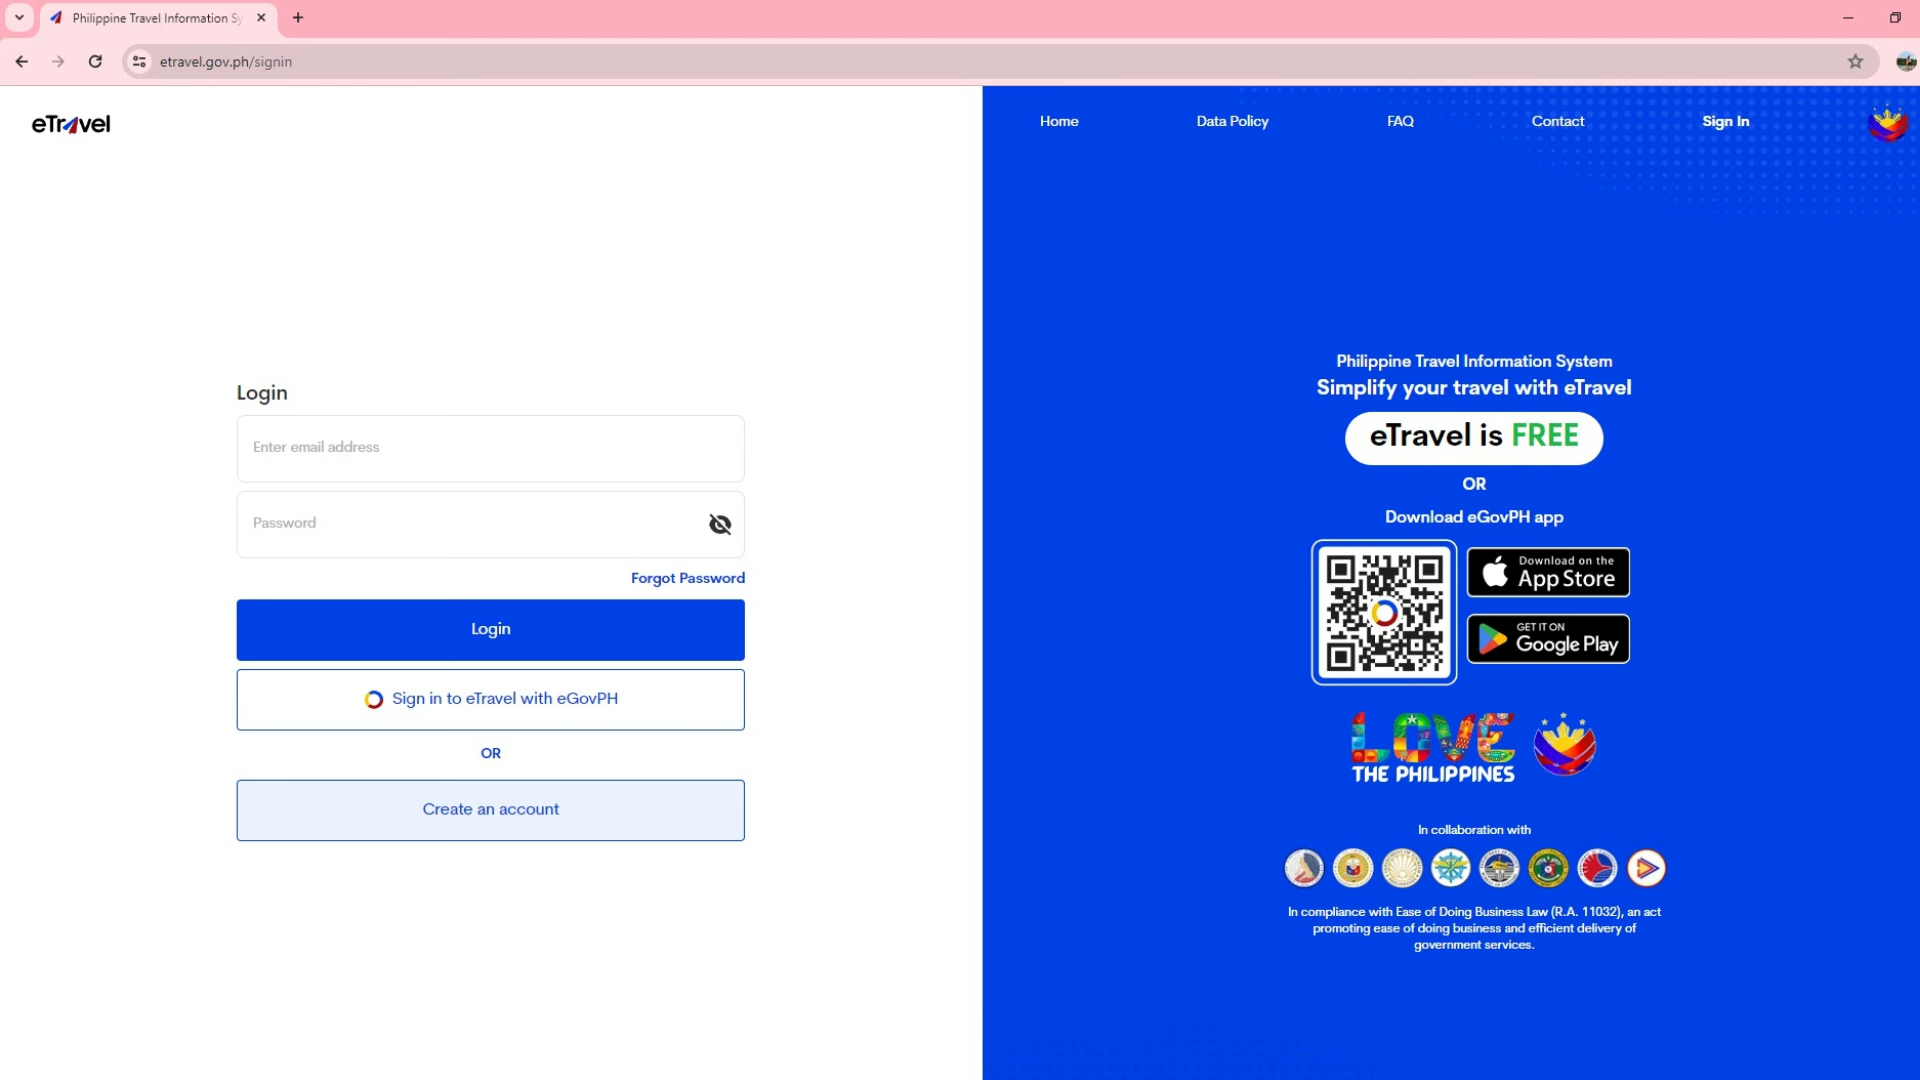 Philippine Travel Information Sy
etravel.gov.ph/signin
eTravel
Home
Data Policy
FAQ
Contact
Sign In
Login
Enter email address
Password
Forgot Password
Login
Sign in to eTravel with eGovPH
OR
Create an account
Philippine Travel Information System
Simplify your travel with eTravel
eTravel is FREE
OR
Download eGovPH app
Download on the
App Store
GET IT ON
Google Play
LOVE
THE PHILIPPINES
In collaboration with
In compliance with Ease of Doing Business Law (R.A. 11032), an act
promoting ease of doing business and efficient delivery of
government services.